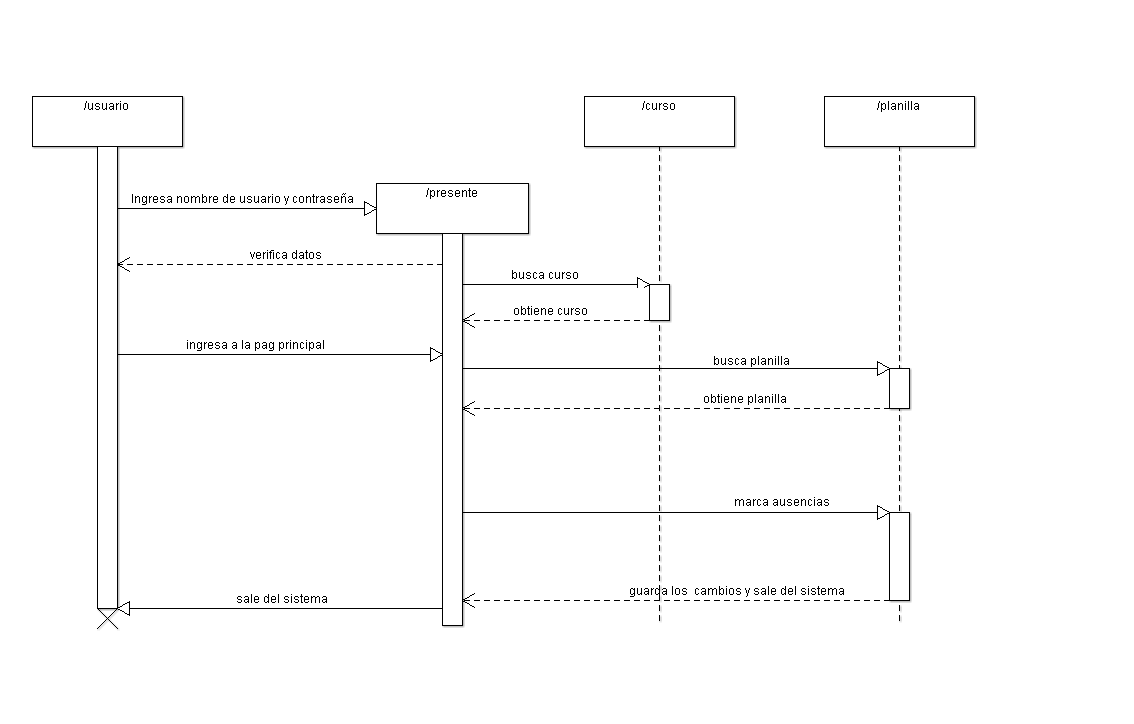 /usuario
/curso
/planilla
/presente
Ingresa nombre de usuario y contraseña
verifica datos
busca curso
obtiene curso
ingresa a la pag principal
busca planilla
obtiene planilla
marca ausencias
guarda los cambios y sale del sistema
sale del sistema